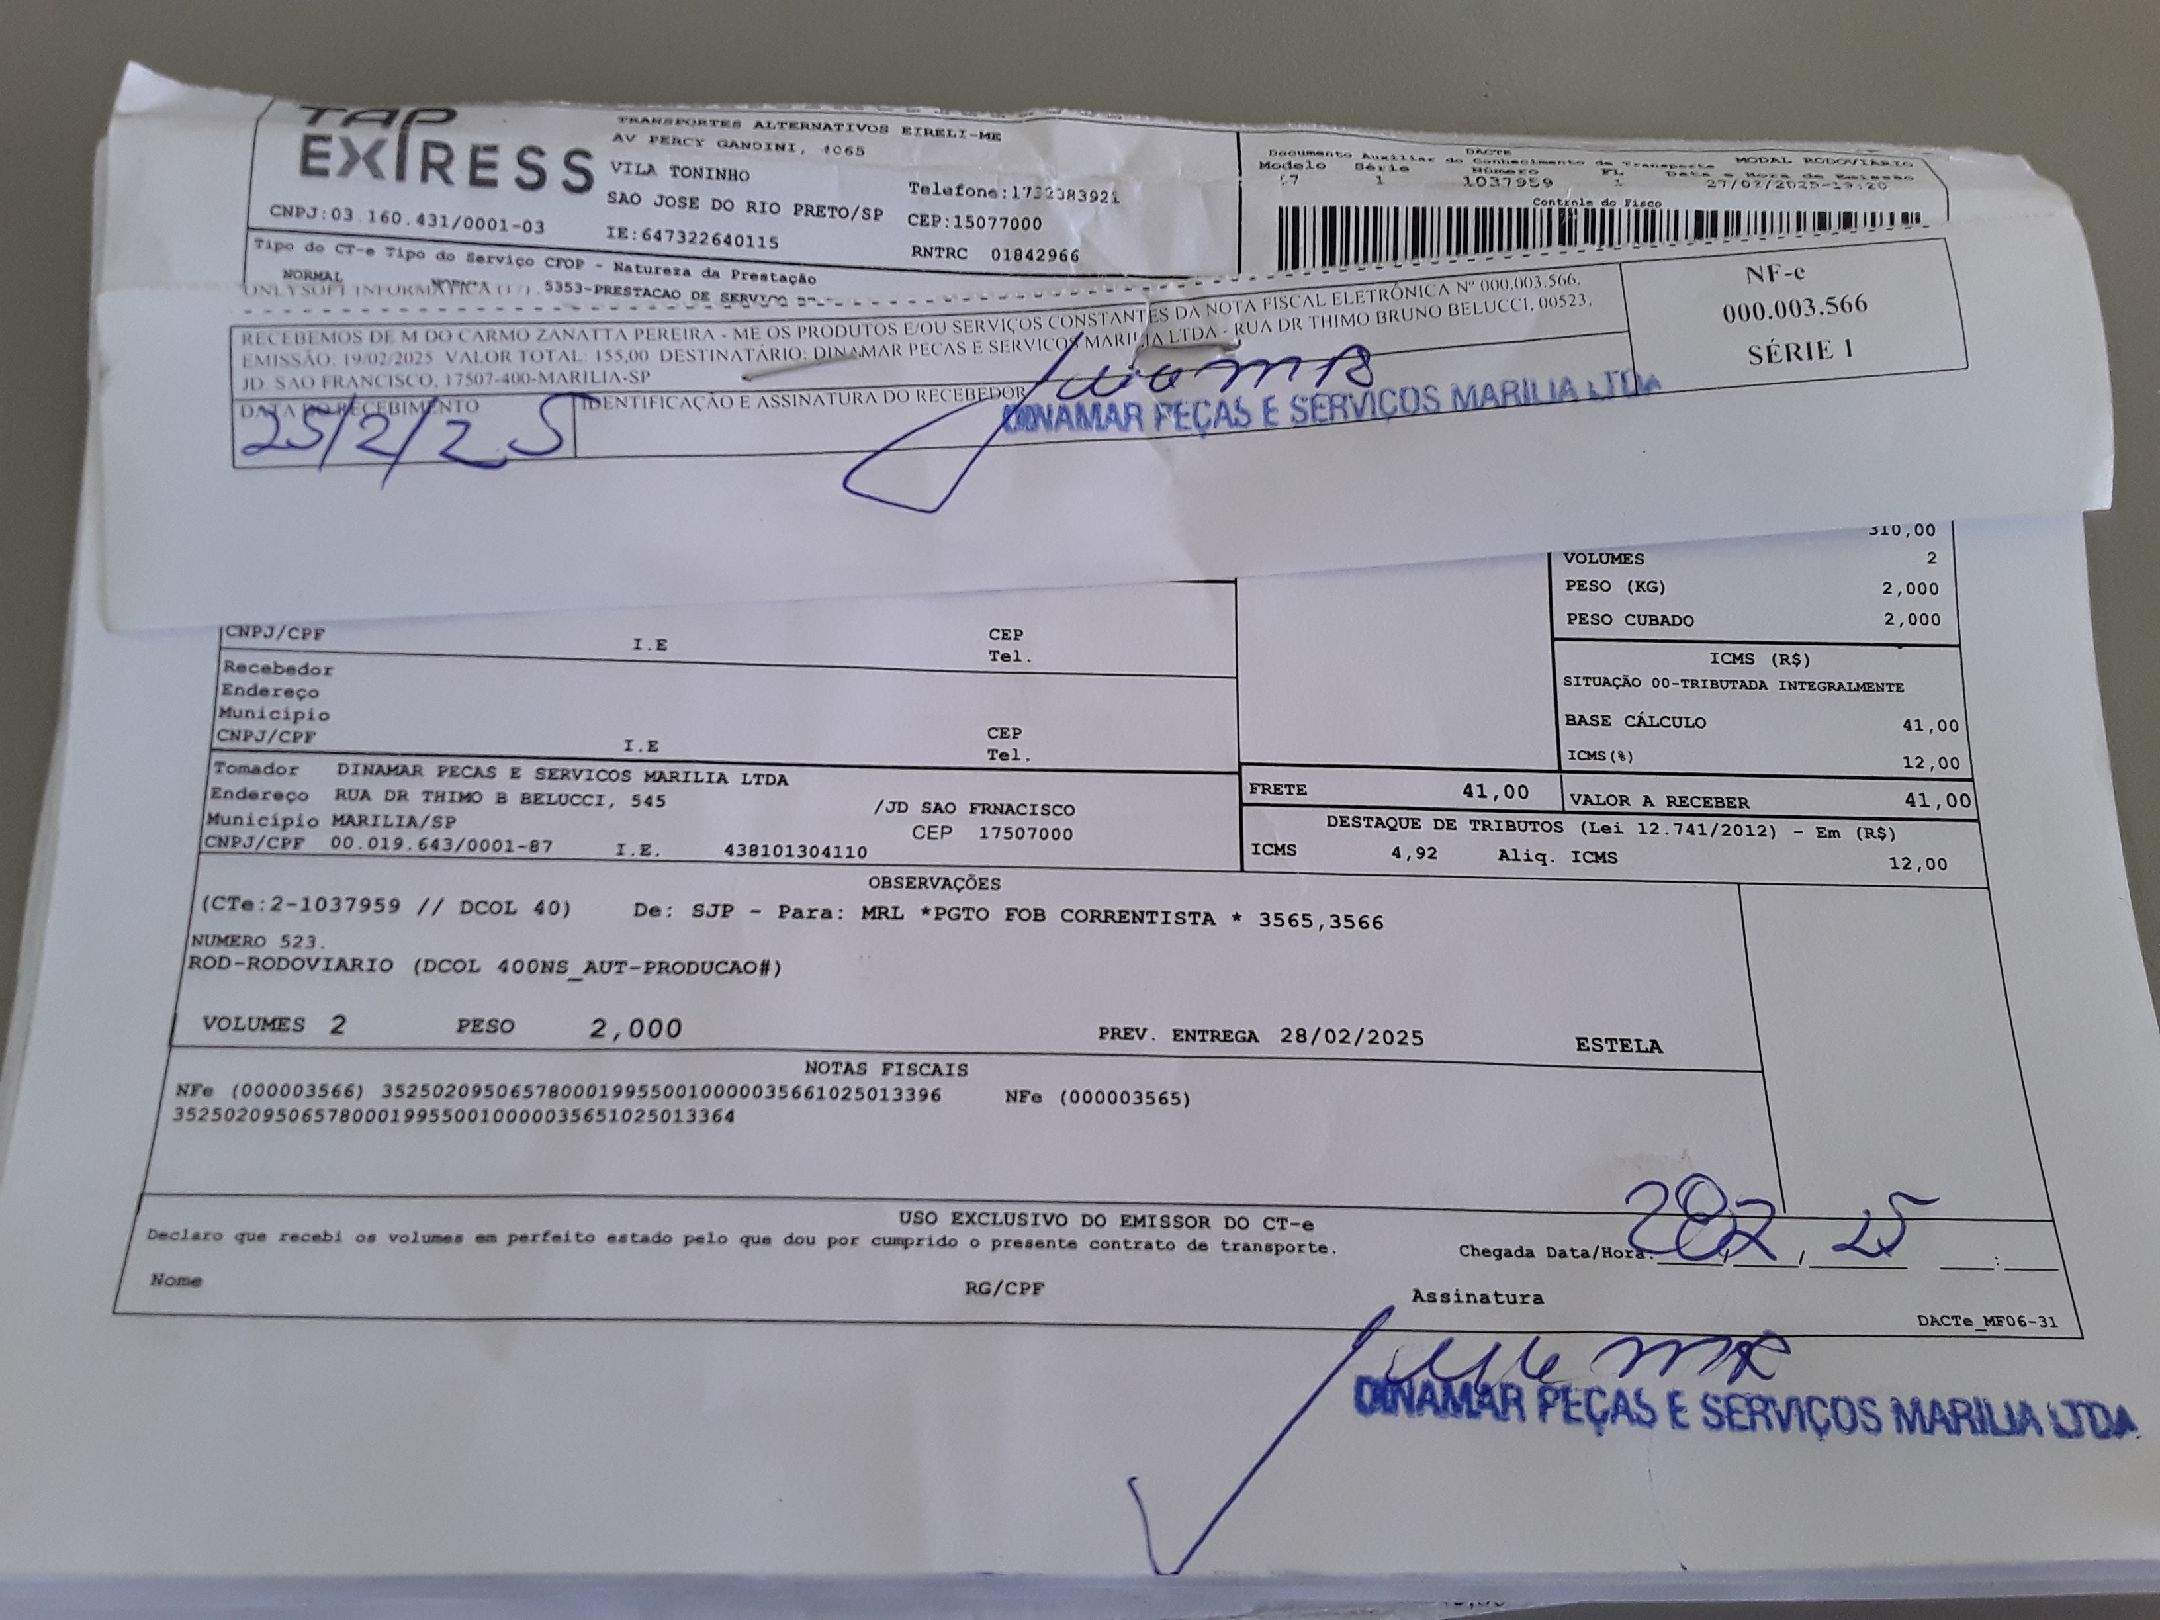 TAP
EXPRESS
TRANSPORTES ALTERNATIVOS EIRELI-ME
AV PERCY GANDINI, 1065
VILA TONINHO
SAO JOSE DO RIO PRETO/SP
Telefone:1732383921
CEP:15077000
CNPJ:03.160.431/0001-03
IE:647322640115
RNTRC 01842966
DACTE
Documento Auxiliar do Conhecimento de Transporte MODAL RODOVIARIO
Modelo Série Número FL Data e Hora de Emissao
1 1037959 1
Controle do Fisco
Tipo do CT-e Tipo do Serviço CFOP - Natureza da Prestação
NORMAL NORMAL 5353-PRESTACAO DE SERVICO
ONLYSOFT INFORMATICA
RECEBEMOS DE M DO CARMO ZANATTA PEREIRA - ME OS PRODUTOS E/OU SERVIÇOS CONSTANTES DA NOTA FISCAL ELETRÔNICA Nº 000.003.566,
EMISSÃO: 19/02/2025 VALOR TOTAL: 155,00 DESTINATÁRIO: DINAMAR PECAS E SERVICOS MARILIA LTDA - RUA DR THIMO BRUNO BELUCCI, 00523,
JD. SAO FRANCISCO, 17507-400-MARILIA-SP
NF-e
000.003.566
SÉRIE 1
DATA DO RECEBIMENTO
IDENTIFICAÇÃO E ASSINATURA DO RECEBEDOR
25/2/25
DINAMAR PEÇAS E SERVIÇOS MARILIA LTDA
310,00
VOLUMES 2
PESO (KG) 2,000
PESO CUBADO 2,000
CNPJ/CPF I.E CEP
Tel.
ICMS (R$)
SITUAÇÃO 00-TRIBUTADA INTEGRALMENTE
BASE CÁLCULO 41,00
ICMS(%) 12,00
Recebedor
Endereço
Município
CNPJ/CPF I.E CEP
Tel.
Tomador DINAMAR PECAS E SERVICOS MARILIA LTDA
Endereço RUA DR THIMO B BELUCCI, 545 /JD SAO FRNACISCO
Município MARILIA/SP CEP 17507000
CNPJ/CPF 00.019.643/0001-87 I.E. 438101304110
FRETE 41,00 VALOR A RECEBER 41,00
DESTAQUE DE TRIBUTOS (Lei 12.741/2012) - Em (R$)
ICMS 4,92 Aliq. ICMS 12,00
OBSERVAÇÕES
(CTe:2-1037959 // DCOL 40) De: SJP - Para: MRL *PGTO FOB CORRENTISTA * 3565,3566
NUMERO 523.
ROD-RODOVIARIO (DCOL 400NS_AUT-PRODUCAO#)
VOLUMES 2 PESO 2,000 PREV. ENTREGA 28/02/2025 ESTELA
NOTAS FISCAIS
NFe (000003566) 35250209506578000199550010000035661025013396 NFe (000003565)
35250209506578000199550010000035651025013364
USO EXCLUSIVO DO EMISSOR DO CT-e
Declaro que recebi os volumes em perfeito estado pelo que dou por cumprido o presente contrato de transporte.
Chegada Data/Hora: 28 2 25
Nome RG/CPF Assinatura
DACTe_MF06-31
DINAMAR PEÇAS E SERVIÇOS MARILIA LTDA